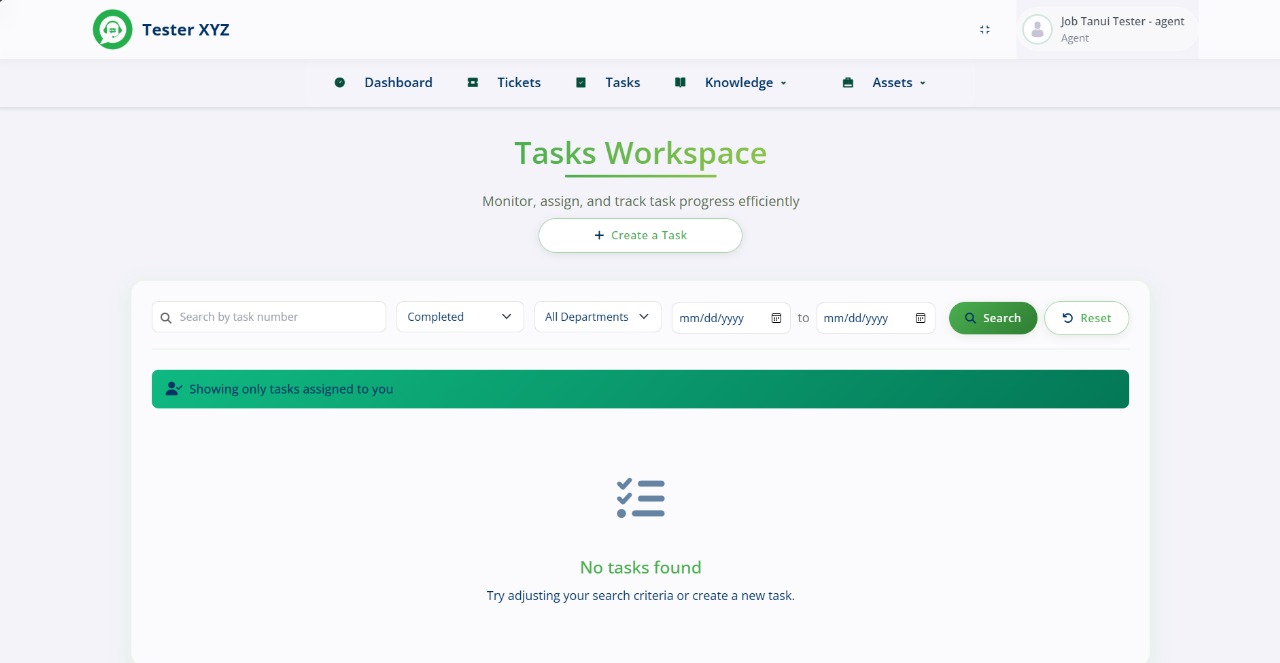 Tester XYZ
Job Tanui Tester - agent
Agent
Dashboard
Tickets
Tasks
Knowledge
Assets
Tasks Workspace
Monitor, assign, and track task progress efficiently
+ Create a Task
Search by task number
Completed
All Departments
mm/dd/yyyy
to
mm/dd/yyyy
Search
Reset
Showing only tasks assigned to you
No tasks found
Try adjusting your search criteria or create a new task.